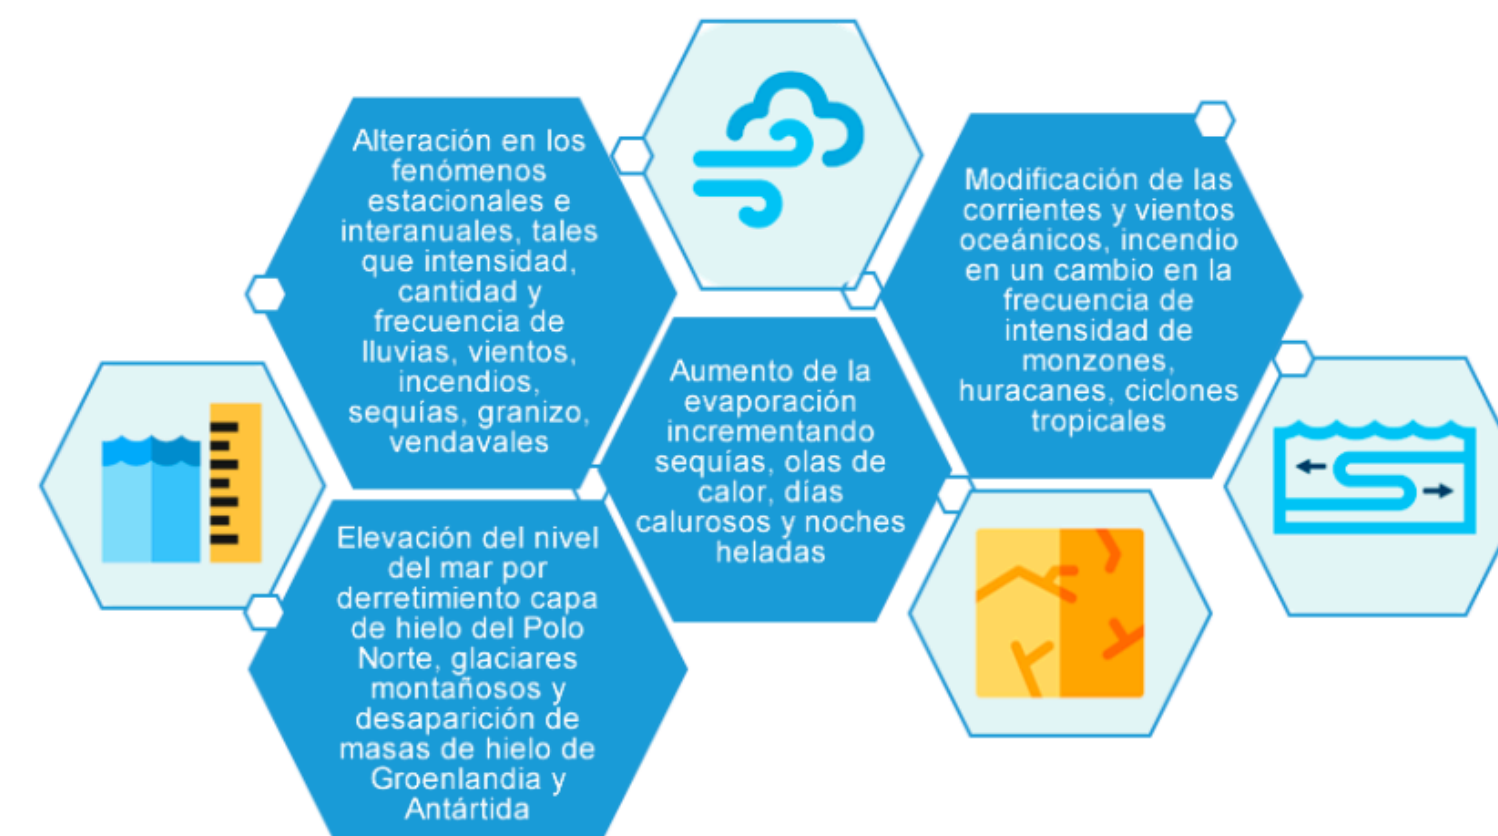 Alteración en los
fenómenos
estacionales e
interanuales, tales
que intensidad,
cantidad y
frecuencia de
lluvias, vientos,
incendios,
sequías, granizo,
vendavales
Modificación de las
corrientes y vientos
oceánicos, incendio
en un cambio en la
frecuencia de
intensidad de
monzones,
huracanes, ciclones
tropicales
Aumento de la
evaporación
incrementando
sequías, olas de
calor, días
calurosos y noches
heladas
Elevación del nivel
del mar por
derretimiento capa
de hielo del Polo
Norte, glaciares
montañosos y
desaparición de
masas de hielo de
Groenlandia y
Antártida